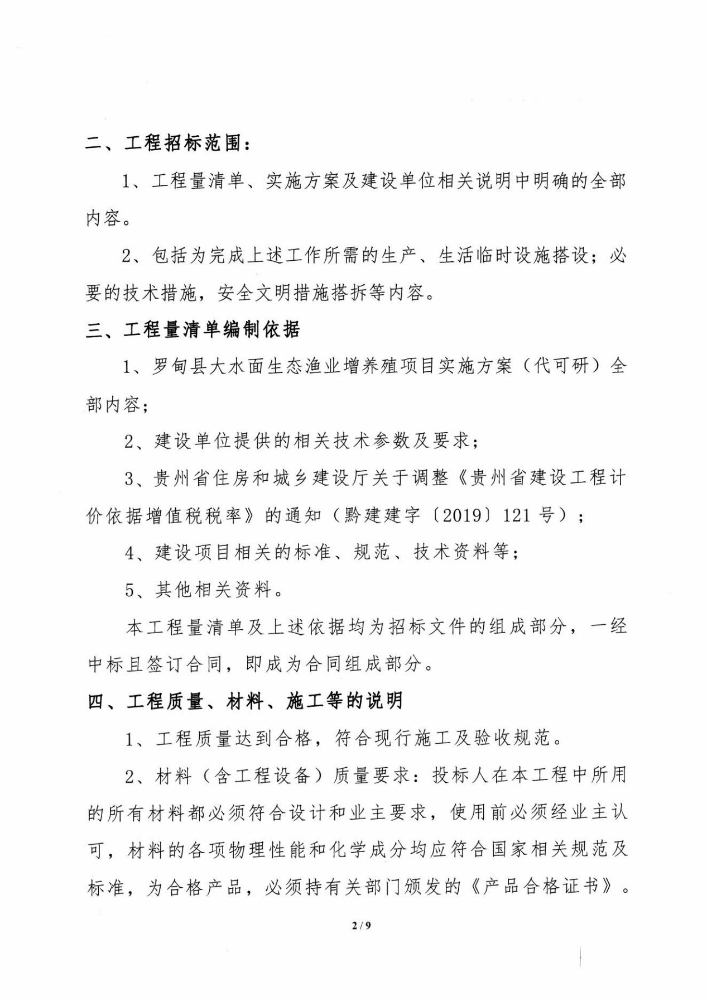 二、工程招标范围：
1、工程量清单、实施方案及建设单位相关说明中明确的全部
内容。
2、包括为完成上述工作所需的生产、生活临时设施搭设；必
要的技术措施，安全文明措施搭拆等内容。
三、工程量清单编制依据
1、罗甸县大水面生态渔业增养殖项目实施方案（代可研）全
部内容；
2、建设单位提供的相关技术参数及要求；
3、贵州省住房和城乡建设厅关于调整《贵州省建设工程计
价依据增值税税率》的通知（黔建建字〔2019〕121 号）；
4、建设项目相关的标准、规范、技术资料等；
5、其他相关资料。
本工程量清单及上述依据均为招标文件的组成部分，一经
中标且签订合同，即成为合同组成部分。
四、工程质量、材料、施工等的说明
1、工程质量达到合格，符合现行施工及验收规范。
2、材料（含工程设备）质量要求：投标人在本工程中所用
的所有材料都必须符合设计和业主要求，使用前必须经业主认
可，材料的各项物理性能和化学成分均应符合国家相关规范及
标准，为合格产品，必须持有关部门颁发的《产品合格证书》。
2 / 9